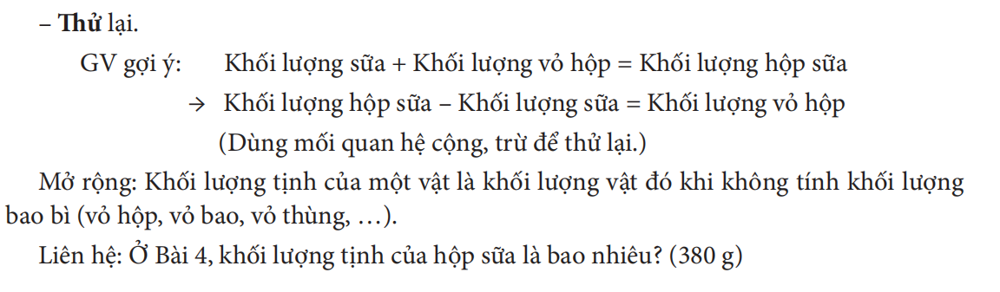 – Thử lại.
GV gợi ý: Khối lượng sữa + Khối lượng vỏ hộp = Khối lượng hộp sữa
→ Khối lượng hộp sữa – Khối lượng sữa = Khối lượng vỏ hộp
(Dùng mối quan hệ cộng, trừ để thử lại.)
Mở rộng: Khối lượng tịnh của một vật là khối lượng vật đó khi không tính khối lượng
bao bì (vỏ hộp, vỏ bao, vỏ thùng, …).
Liên hệ: Ở Bài 4, khối lượng tịnh của hộp sữa là bao nhiêu? (380 g)